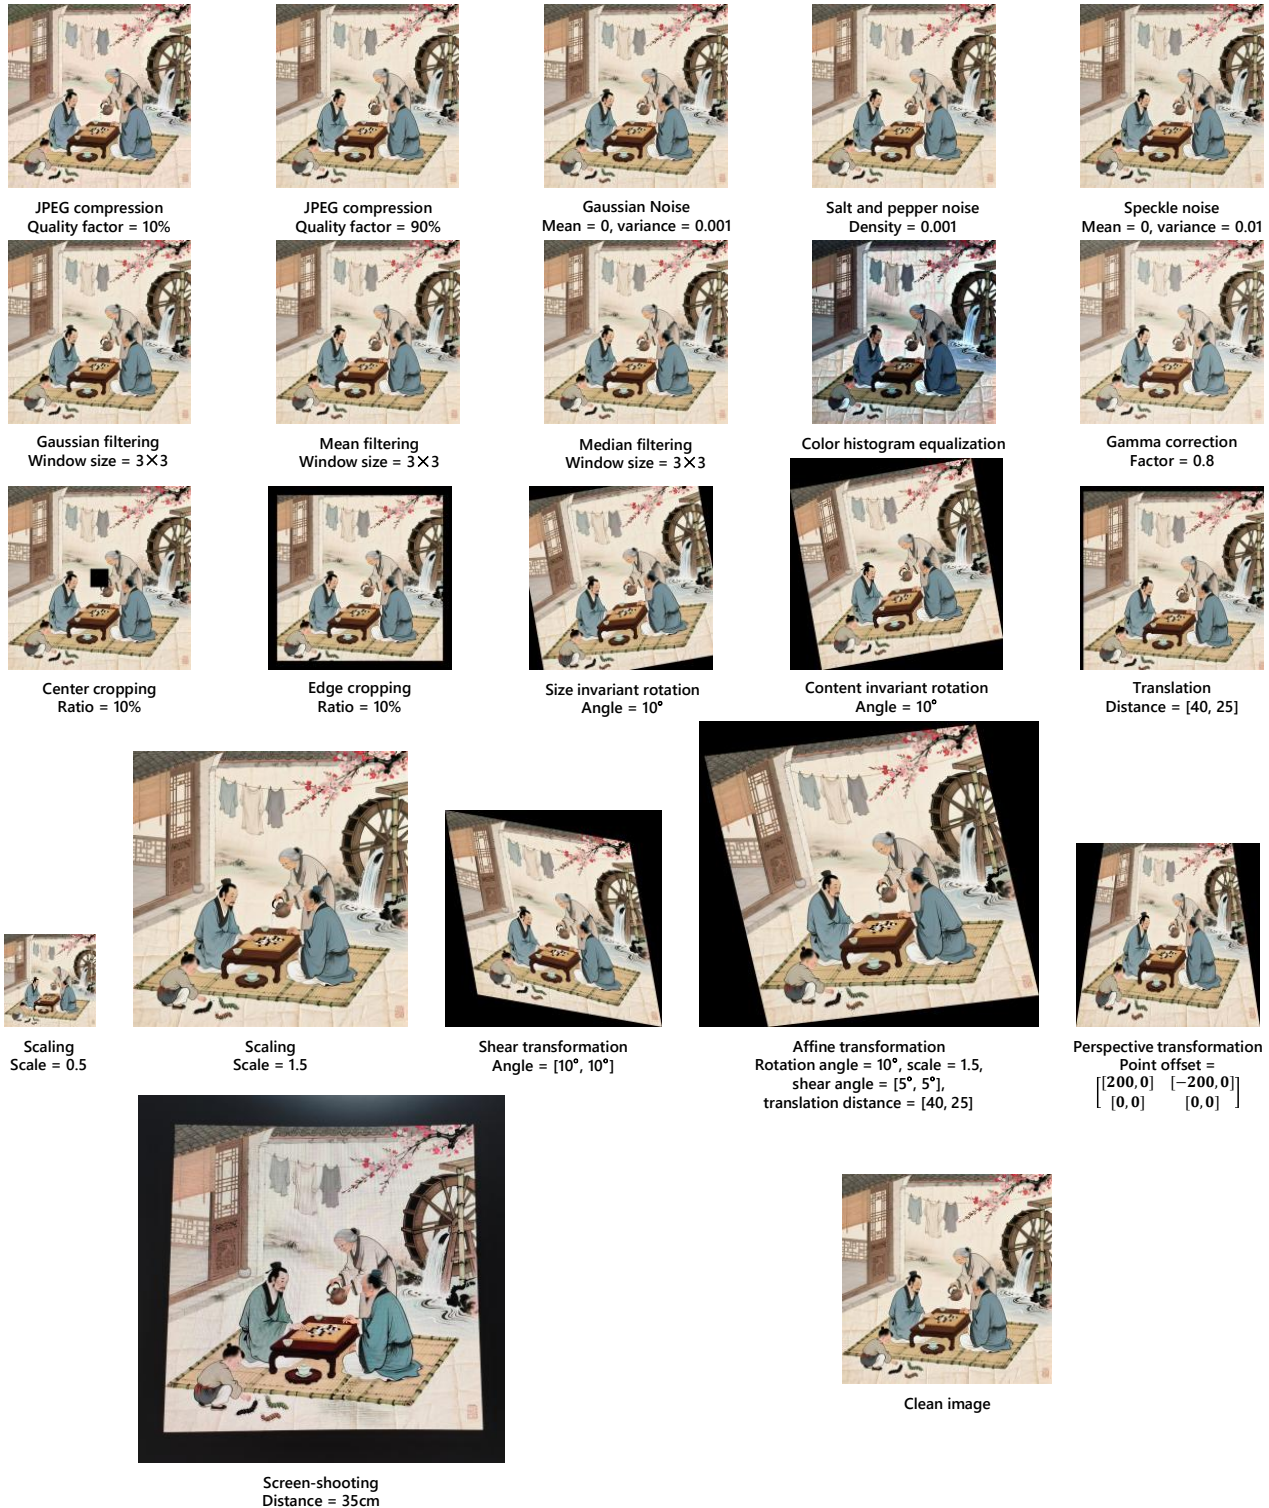 JPEG compression
Quality factor = 10%
JPEG compression
Quality factor = 90%
Gaussian Noise
Mean = 0, variance = 0.001
Salt and pepper noise
Density = 0.001
Speckle noise
Mean = 0, variance = 0.01
Gaussian filtering
Window size = 3×3
Mean filtering
Window size = 3×3
Median filtering
Window size = 3×3
Color histogram equalization
Gamma correction
Factor = 0.8
Center cropping
Ratio = 10%
Edge cropping
Ratio = 10%
Size invariant rotation
Angle = 10°
Content invariant rotation
Angle = 10°
Translation
Distance = [40, 25]
Scaling
Scale = 0.5
Scaling
Scale = 1.5
Shear transformation
Angle = [10°, 10°]
Affine transformation
Rotation angle = 10°, scale = 1.5,
shear angle = [5°, 5°],
translation distance = [40, 25]
Perspective transformation
Point offset =
[[200, 0] [−200, 0]
[0, 0] [0, 0]]
Screen-shooting
Distance = 35cm
Clean image